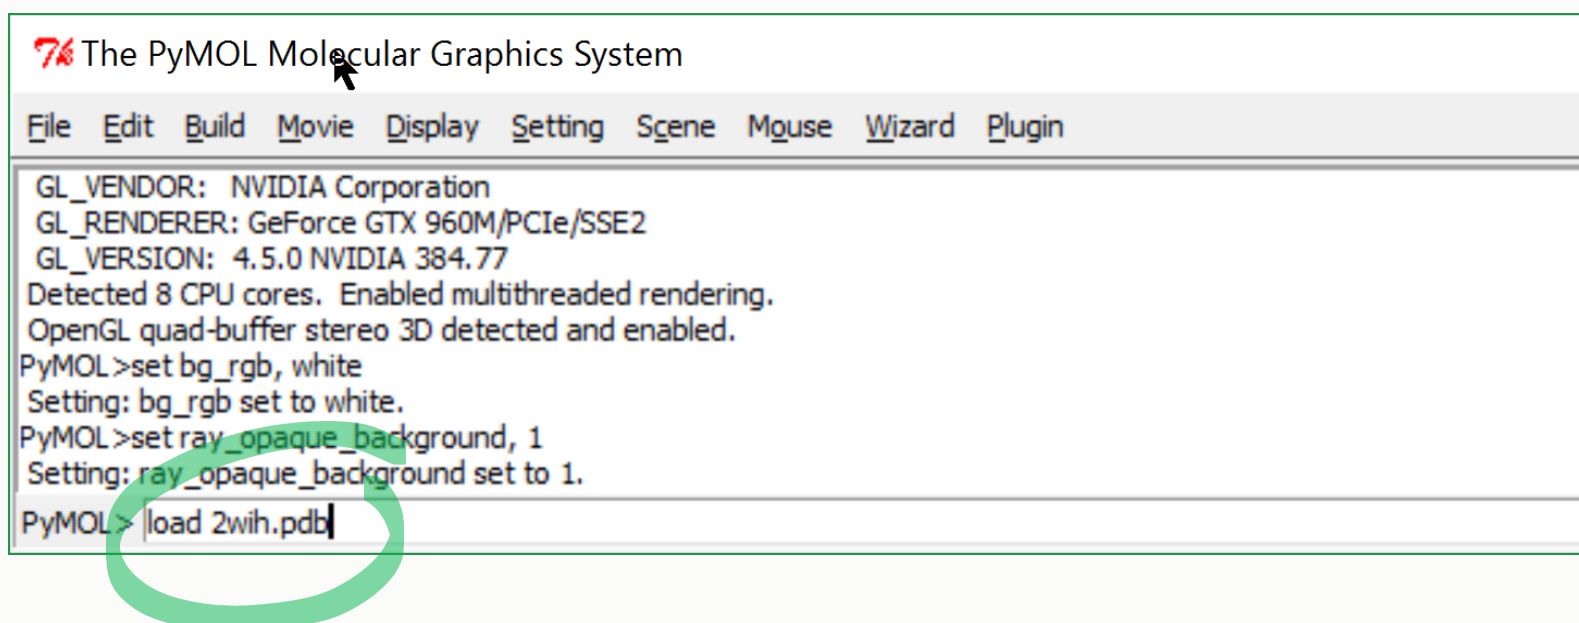 The PyMOL Molecular Graphics System
File Edit Build Movie Display Setting Scene Mouse Wizard Plugin
GL_VENDOR: NVIDIA Corporation
GL_RENDERER: GeForce GTX 960M/PCIe/SSE2
GL_VERSION: 4.5.0 NVIDIA 384.77
Detected 8 CPU cores. Enabled multithreaded rendering.
OpenGL quad-buffer stereo 3D detected and enabled.
PyMOL>set bg_rgb, white
Setting: bg_rgb set to white.
PyMOL>set ray_opaque_background, 1
Setting: ray_opaque_background set to 1.
PyMOL> load 2wih.pdb